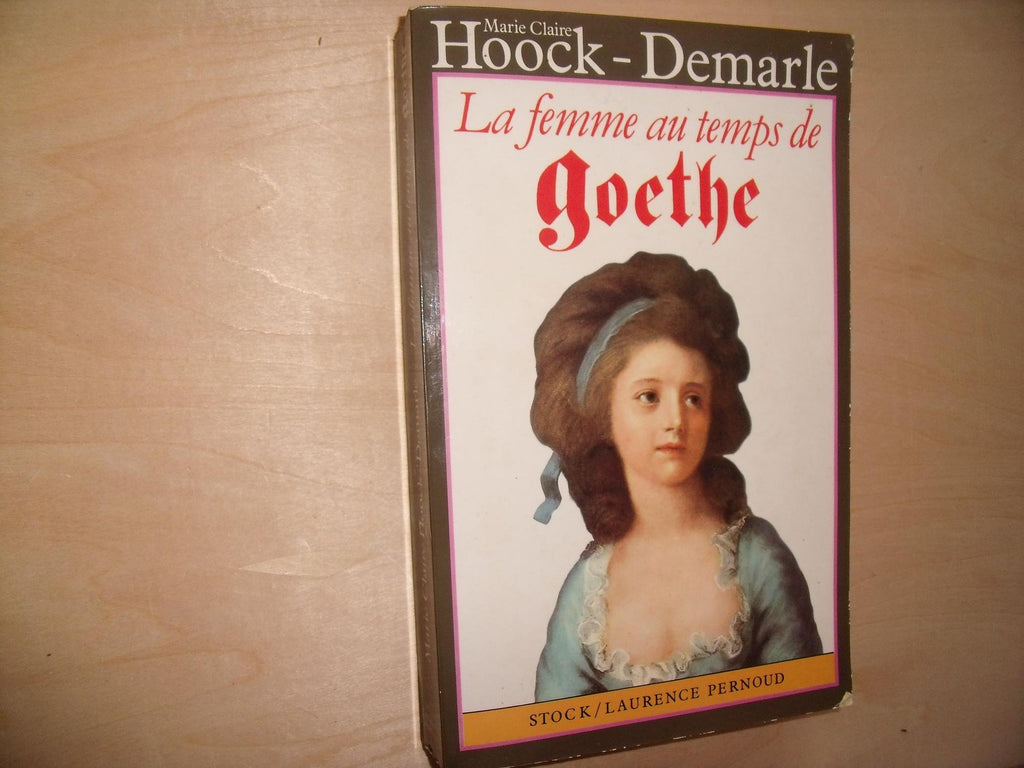 Marie Claire
Hoock-Demarle
La femme au temps de
goethe
STOCK/LAURENCE PERNOUD